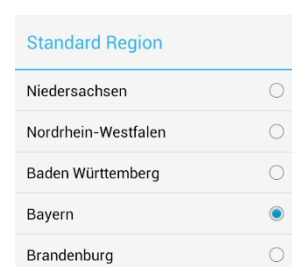 Standard Region
Niedersachsen
Nordrhein-Westfalen
Baden Württemberg
Bayern
Brandenburg